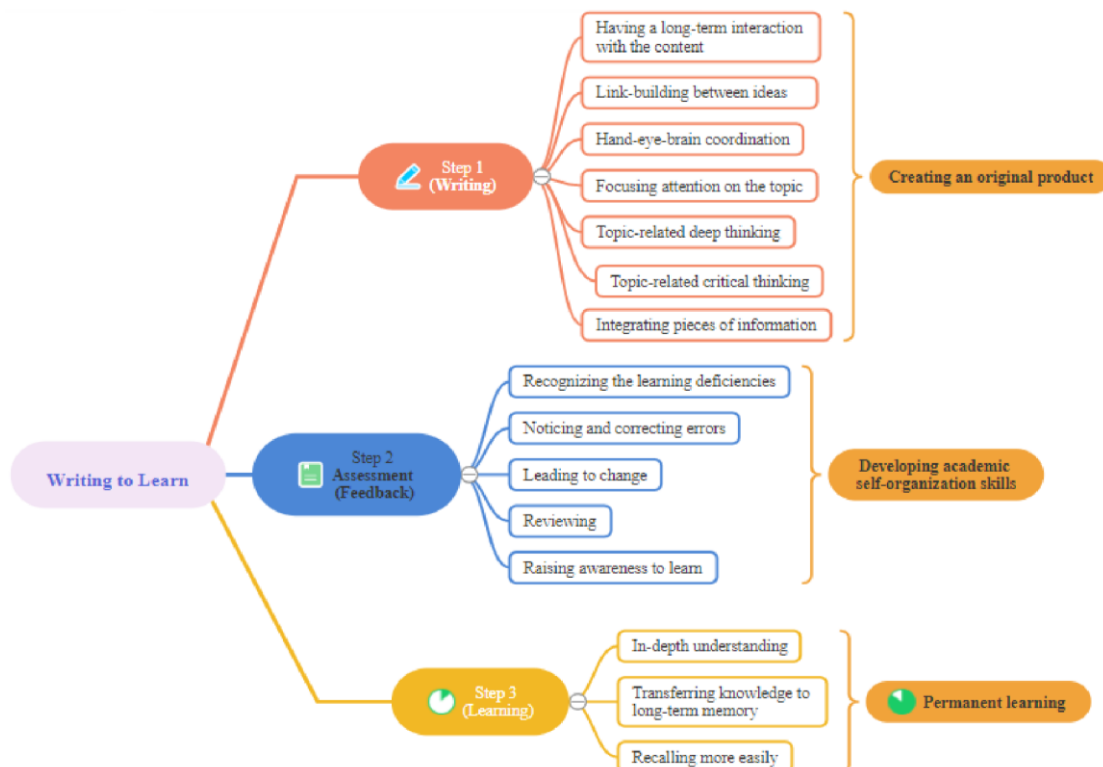 Writing to Learn
Step 1
(Writing)
Having a long-term interaction
with the content
Link-building between ideas
Hand-eye-brain coordination
Focusing attention on the topic
Topic-related deep thinking
Topic-related critical thinking
Integrating pieces of information
Creating an original product
Step 2
Assessment
(Feedback)
Recognizing the learning deficiencies
Noticing and correcting errors
Leading to change
Reviewing
Raising awareness to learn
Developing academic
self-organization skills
Step 3
(Learning)
In-depth understanding
Transferring knowledge to
long-term memory
Recalling more easily
Permanent learning